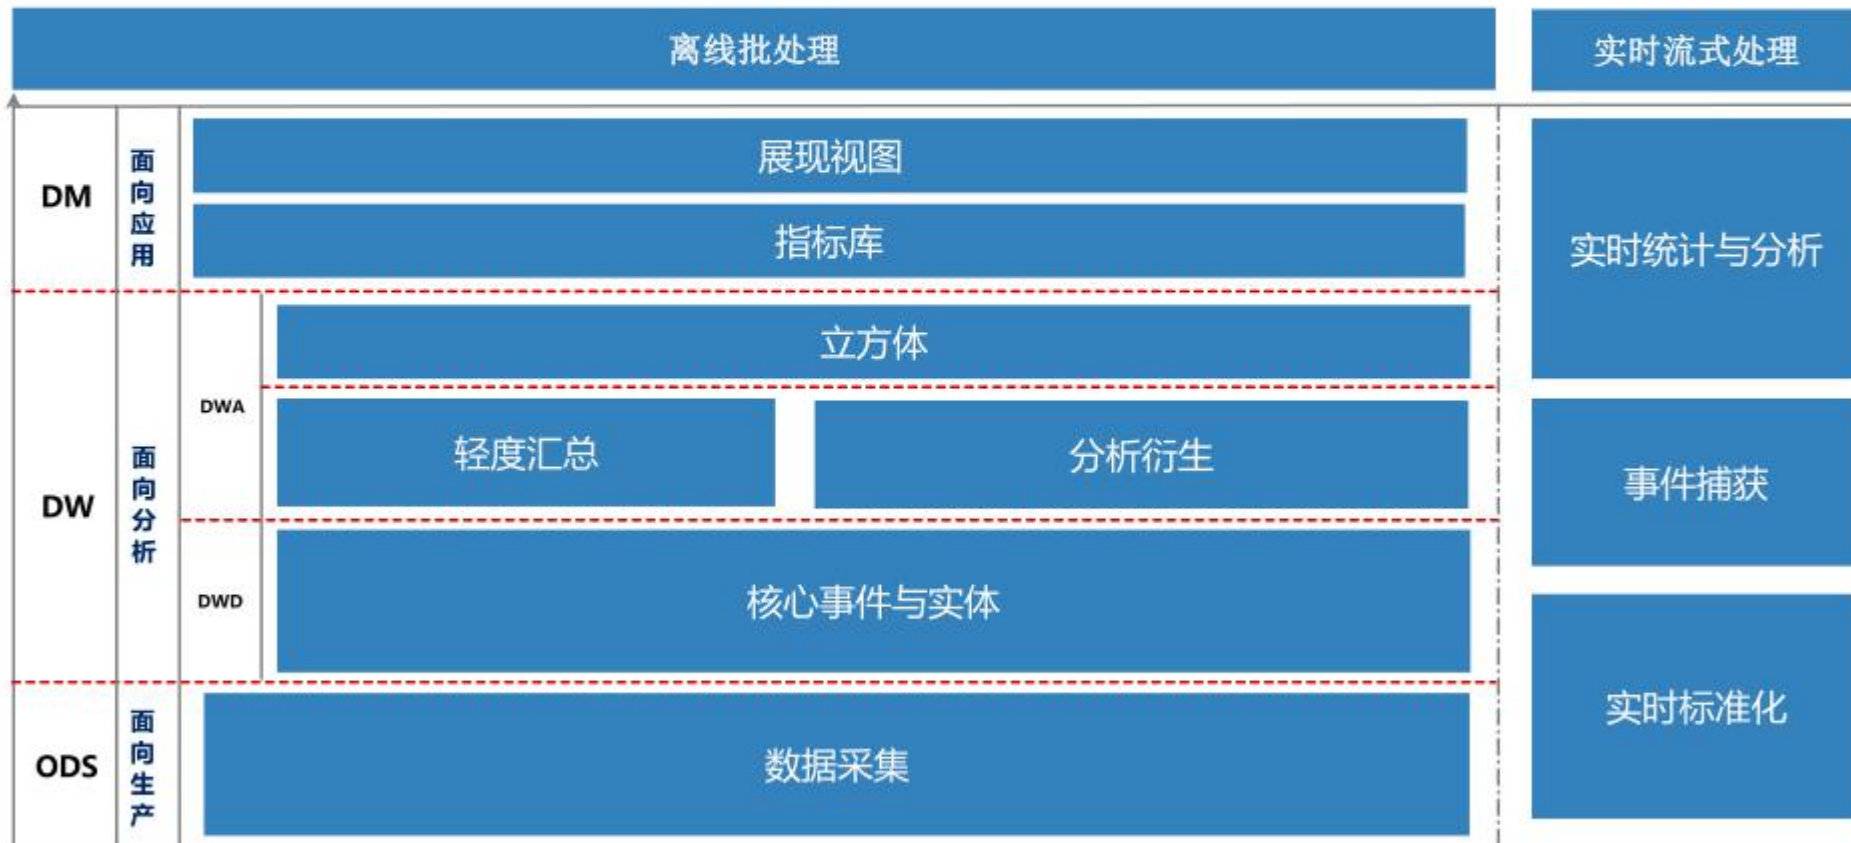 离线批处理
实时流式处理
DM
面向应用
展现视图
指标库
实时统计与分析
DW
面向分析
DWA
立方体
轻度汇总
分析衍生
事件捕获
DWD
核心事件与实体
实时标准化
ODS
面向生产
数据采集